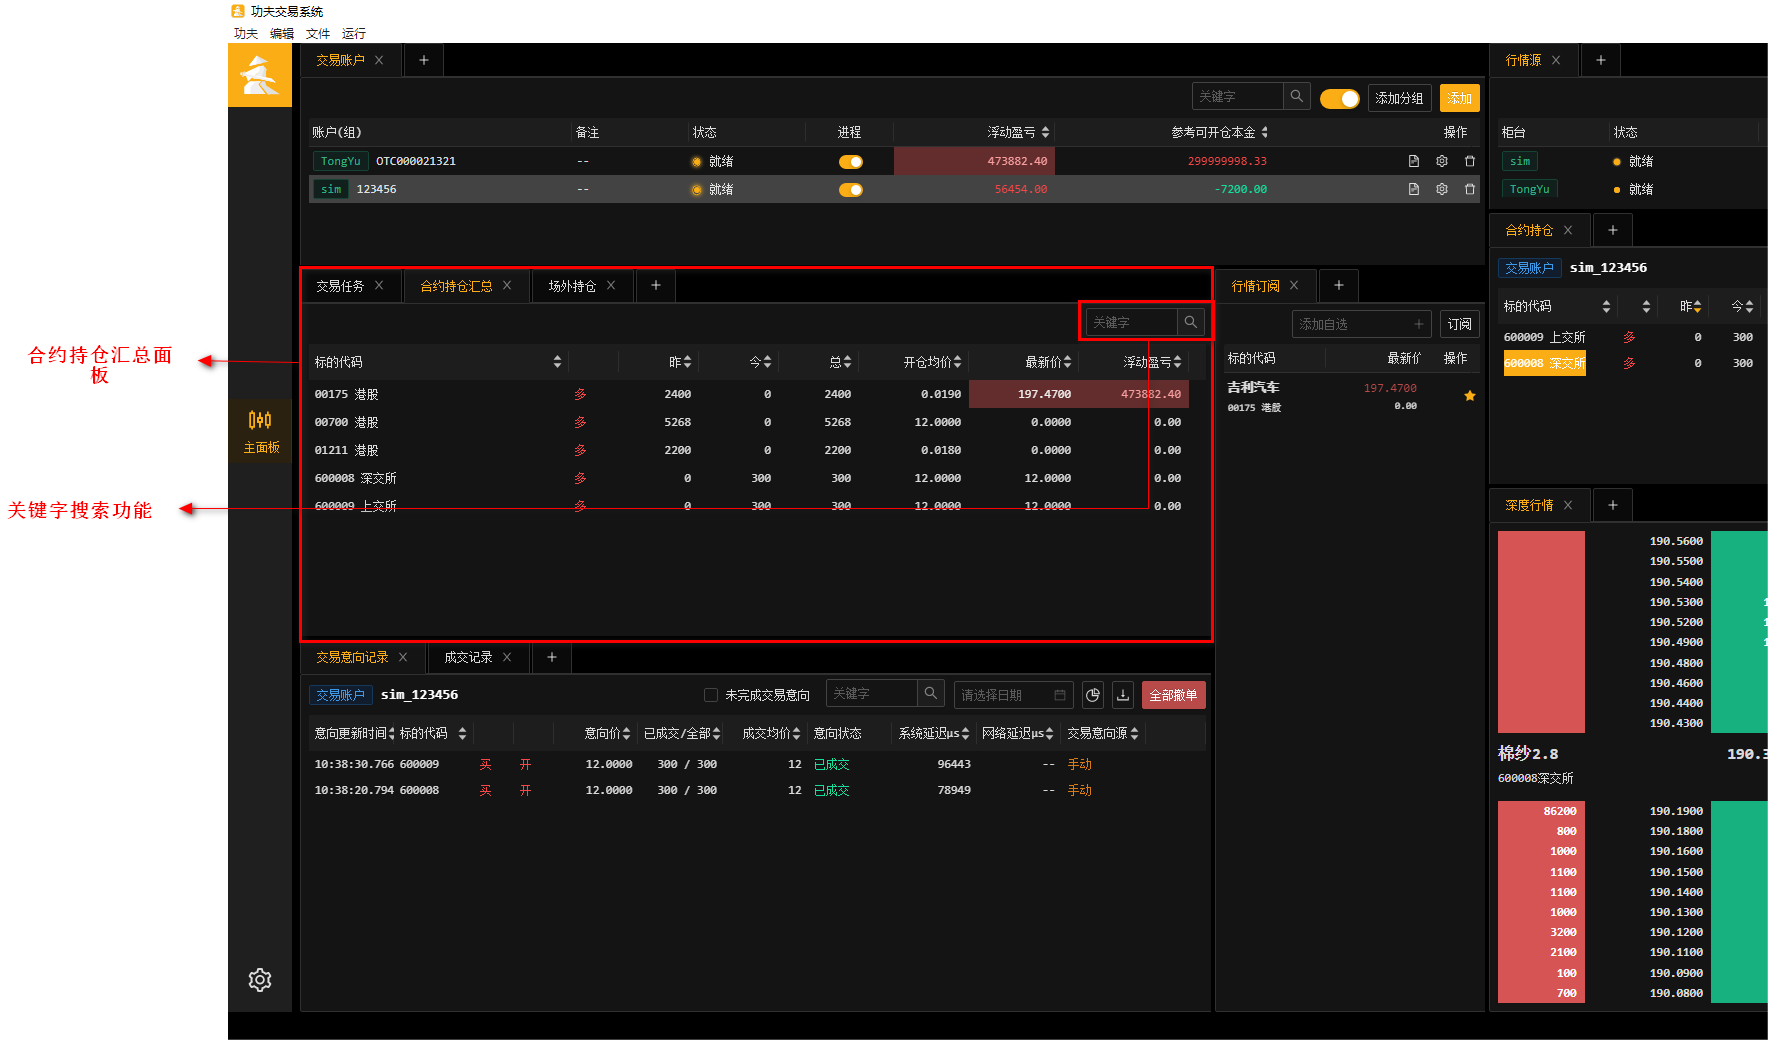 功夫交易系统
功夫 编辑 文件 运行
交易账户
关键字 添加分组 添加
账户(组) 备注 状态 进程 浮动盈亏 参考可开仓本金 操作
TongYu OTC000021321 -- 就绪 473882.40 299999998.33
sim 123456 -- 就绪 56454.00 -7200.00
主面板
合约持仓汇总面
板
关键字搜索功能
交易任务 合约持仓汇总 场外持仓
关键字
标的代码 昨 今 总 开仓均价 最新价 浮动盈亏
00175 港股 多 2400 0 2400 0.0190 197.4700 473882.40
00700 港股 多 5268 0 5268 12.0000 0.0000 0.00
01211 港股 多 2200 0 2200 0.0180 0.0000 0.00
600008 深交所 多 0 300 300 12.0000 12.0000 0.00
600009 上交所 多 0 300 300 12.0000 12.0000 0.00
行情订阅
添加自选 订阅
标的代码 最新价 操作
吉利汽车 197.4700
00175 港股 0.00
交易意向记录 成交记录
交易账户 sim_123456 未完成交易意向 关键字 请选择日期 全部撤单
意向更新时间 标的代码 意向价 已成交/全部 成交均价 意向状态 系统延迟μs 网络延迟μs 交易意向源
10:38:30.766 600009 买 开 12.0000 300 / 300 12 已成交 96443 -- 手动
10:38:20.794 600008 买 开 12.0000 300 / 300 12 已成交 78949 -- 手动
行情源
柜台 状态
sim 就绪
TongYu 就绪
合约持仓
交易账户 sim_123456
标的代码 昨 今
600009 上交所 多 0 300
600008 深交所 多 0 300
深度行情
190.5600
190.5500
190.5400
190.5300 1
190.5200 1
190.4900 1
190.4800
190.4600
190.4400
190.4300
棉纱2.8 190.3
600008深交所
86200 190.1900
800 190.1800
1000 190.1600
1100 190.1500
1100 190.1400
1000 190.1300
3200 190.1200
2100 190.1100
100 190.0900
700 190.0800